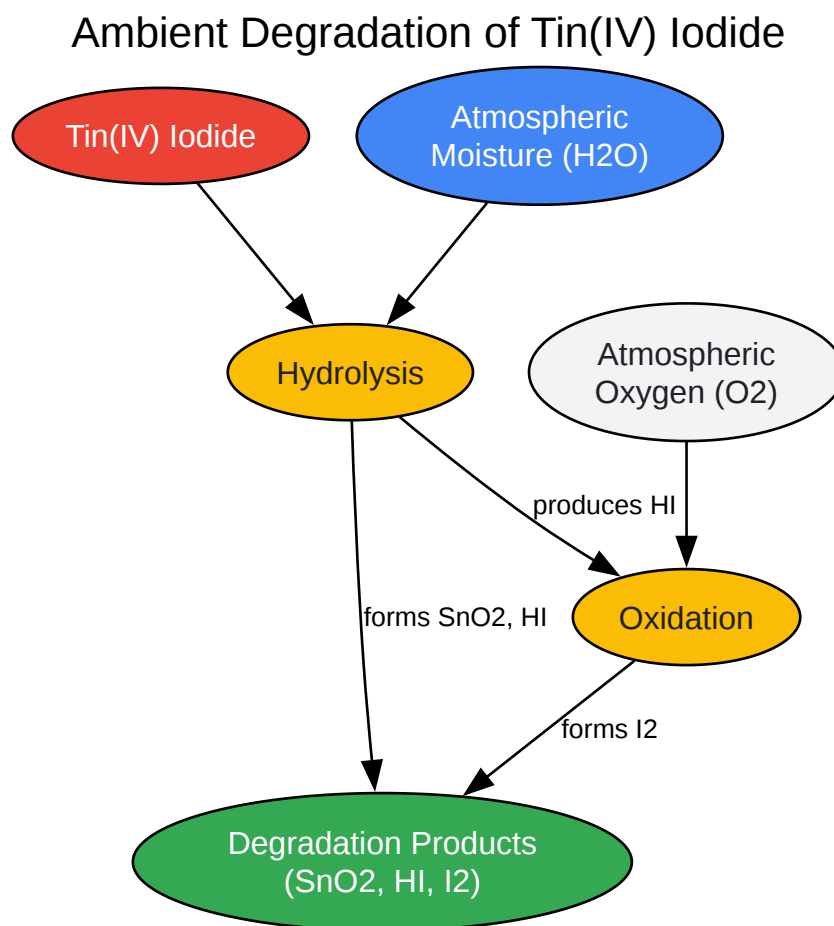 Ambient Degradation of Tin(IV) Iodide
Tin(IV) Iodide
Atmospheric
Moisture (H2O)
Hydrolysis
Atmospheric
Oxygen (O2)
produces HI
forms SnO2, HI
Oxidation
forms I2
Degradation Products
(SnO2, HI, I2)